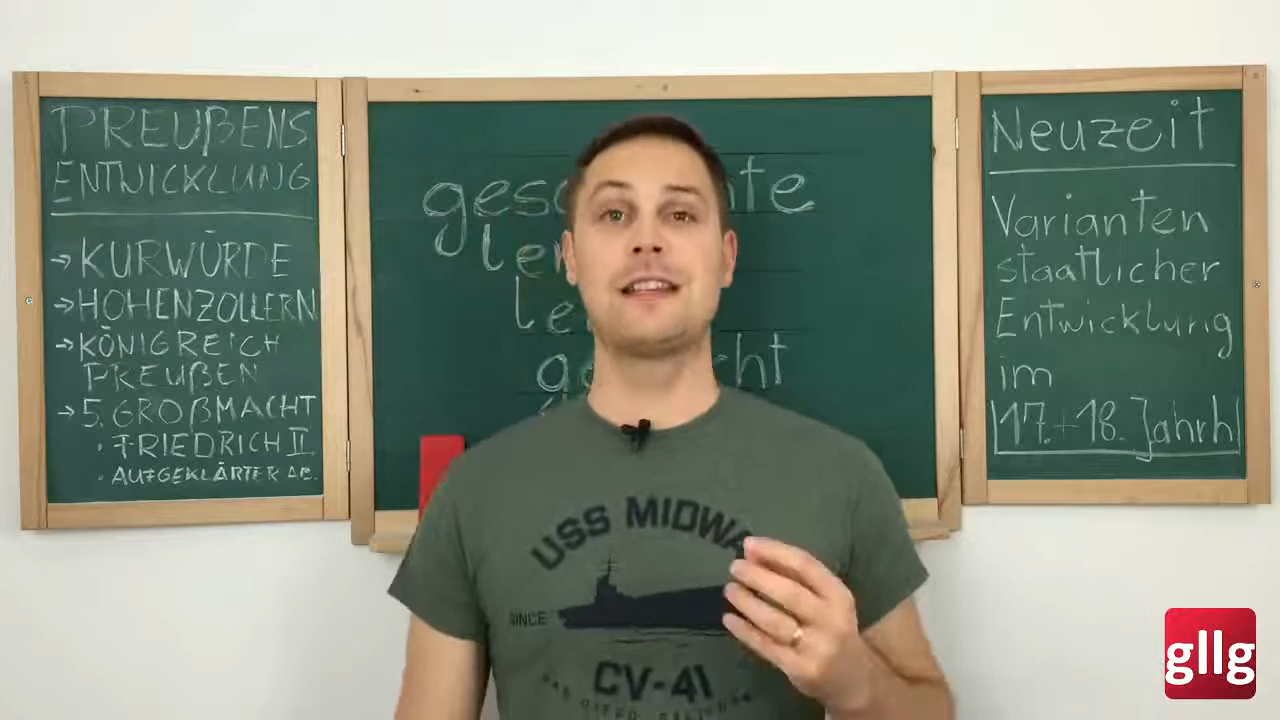 PREUßENS
ENTWICKLUNG
→ KURWÜRDE
→ HOHENZOLLERN
→ KÖNIGREICH
PREUßEN
→ 5. GROßMACHT
· FRIEDRICH II
· AUFGEKLÄRTER AB.
Neuzeit
Varianten
staatlicher
Entwicklung
im
17.+18. Jahrh
USS MIDWA
SINCE
CV-41
gllg